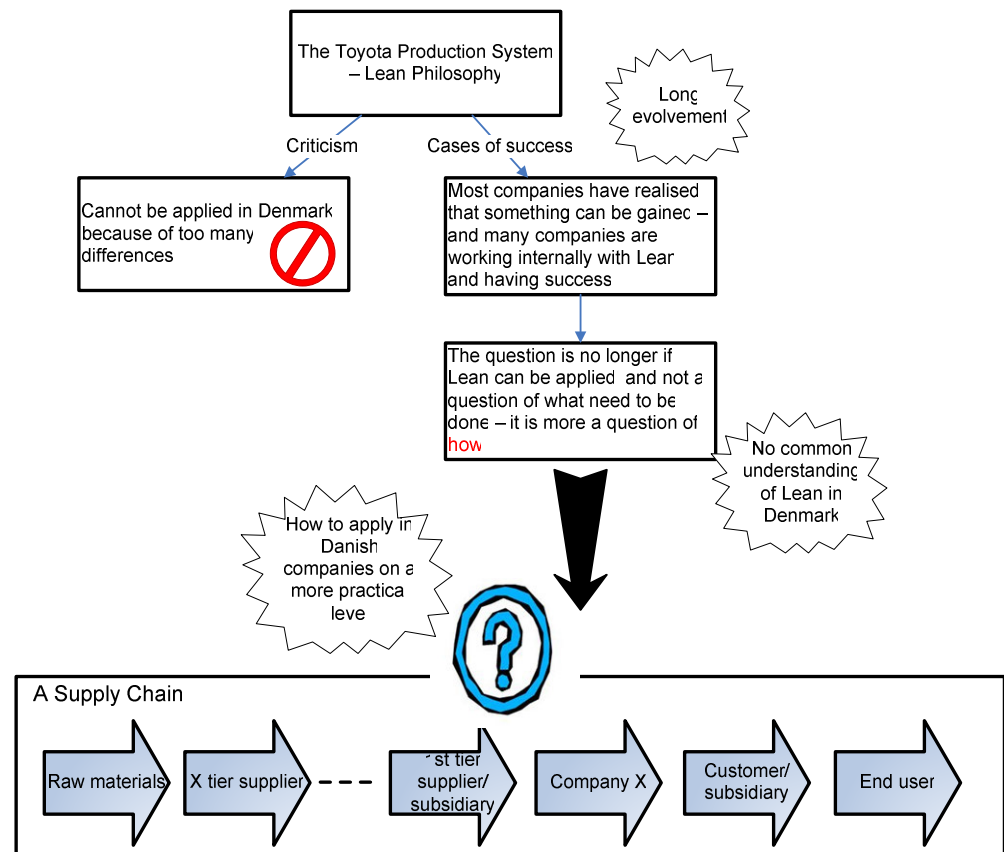 The Toyota Production System
– Lean Philosophy
Long
evolvement
Criticism
Cases of success
Cannot be applied in Denmark
because of too many
differences
Most companies have realised
that something can be gained –
and many companies are
working internally with Lean
and having success
The question is no longer if
Lean can be applied and not a
question of what need to be
done – it is more a question of
how
No common
understanding
of Lean in
Denmark
How to apply in
Danish
companies on a
more practical
level
?
A Supply Chain
Raw materials
X tier supplier
1st tier
supplier/
subsidiary
Company X
Customer/
subsidiary
End user